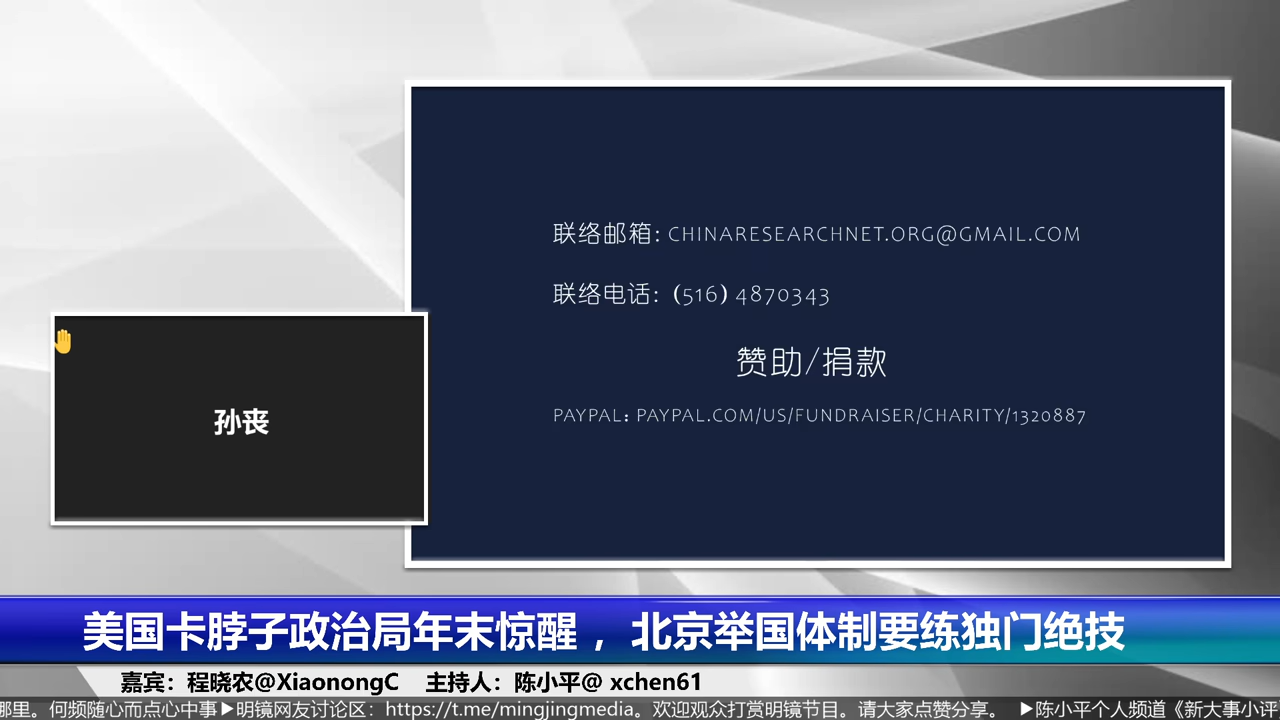 联络邮箱: CHINARESEARCHNET.ORG@GMAIL.COM
联络电话: (516) 4870343
赞助/捐款
PAYPAL: PAYPAL.COM/US/FUNDRAISER/CHARITY/1320887
孙丧
美国卡脖子政治局年末惊醒，北京举国体制要练独门绝技
嘉宾：程晓农@XiaonongC 主持人：陈小平@ xchen61
哪里。何频随心而点心中事▶明镜网友讨论区：https://t.me/mingjingmedia。欢迎观众打赏明镜节目。请大家点赞分享。 ▶陈小平个人频道《新大事小评